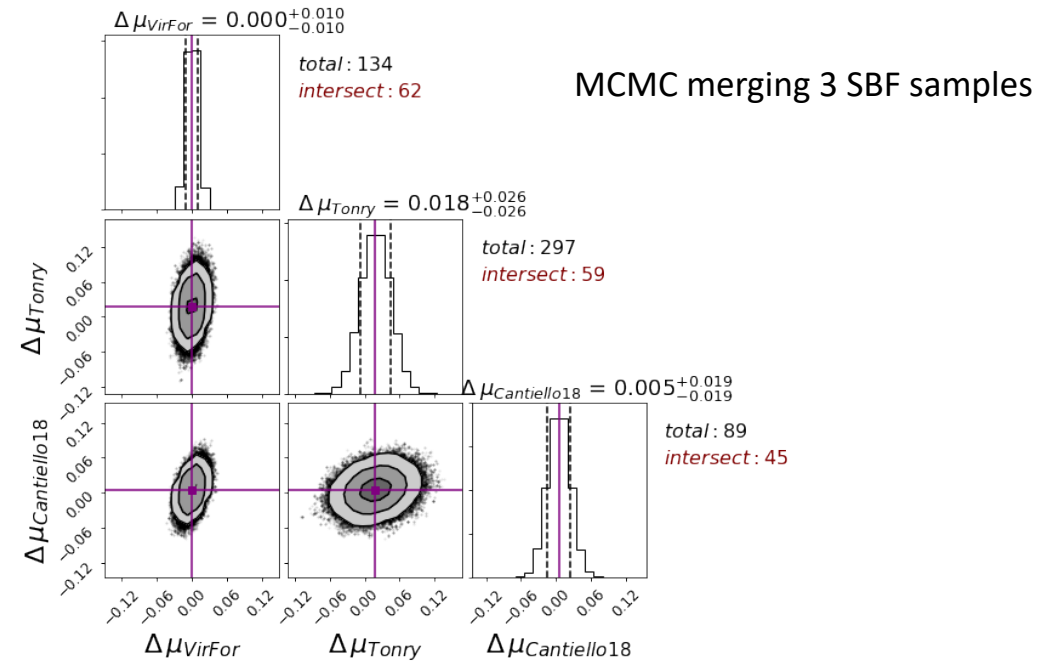 Δ μ_VirFor = 0.000^{+0.010}_{-0.010}
total : 134
intersect : 62
MCMC merging 3 SBF samples
Δ μ_Tonry = 0.018^{+0.026}_{-0.026}
total : 297
intersect : 59
Δ μ_Tonry
0.12
0.06
0.00
−0.06
−0.12
Δ μ_Cantiello18 = 0.005^{+0.019}_{-0.019}
total : 89
intersect : 45
Δ μ_Cantiello18
0.12
0.06
0.00
−0.06
−0.12
−0.12 −0.06 0.00 0.06 0.12 −0.12 −0.06 0.00 0.06 0.12 −0.12 −0.06 0.00 0.06 0.12
Δ μ_VirFor Δ μ_Tonry Δ μ_Cantiello18